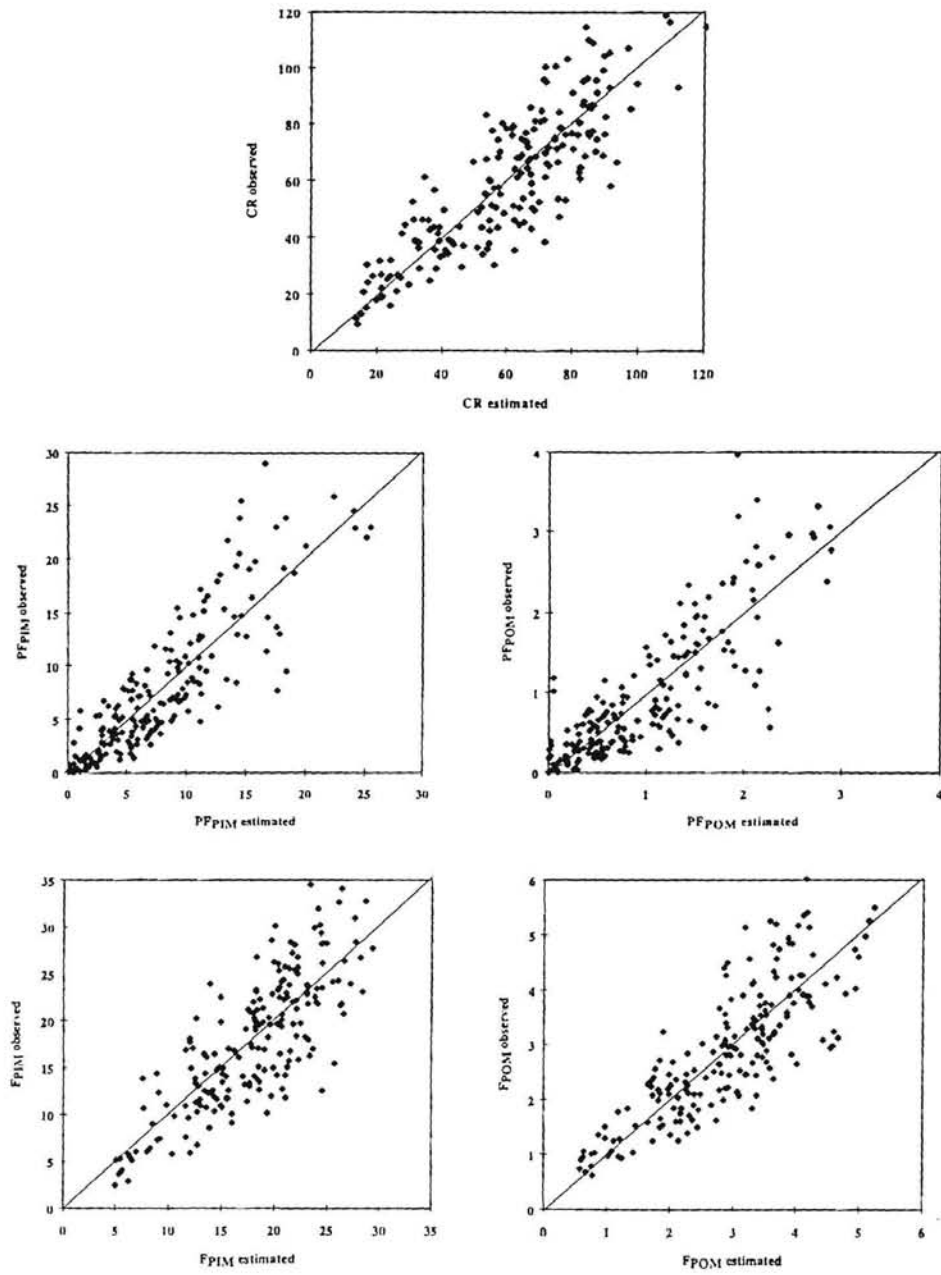 120
100
80
60
40
20
0
CR observed
0 20 40 60 80 100 120
CR estimated
30
25
20
15
10
5
0
PFPIM observed
0 5 10 15 20 25 30
PFPIM estimated
4
3
2
1
0
PFPOM observed
0 1 2 3 4
PFPOM estimated
35
30
25
20
15
10
5
0
FPIM observed
0 5 10 15 20 25 30 35
FPIM estimated
6
5
4
3
2
1
0
FPOM observed
0 1 2 3 4 5 6
FPOM estimated